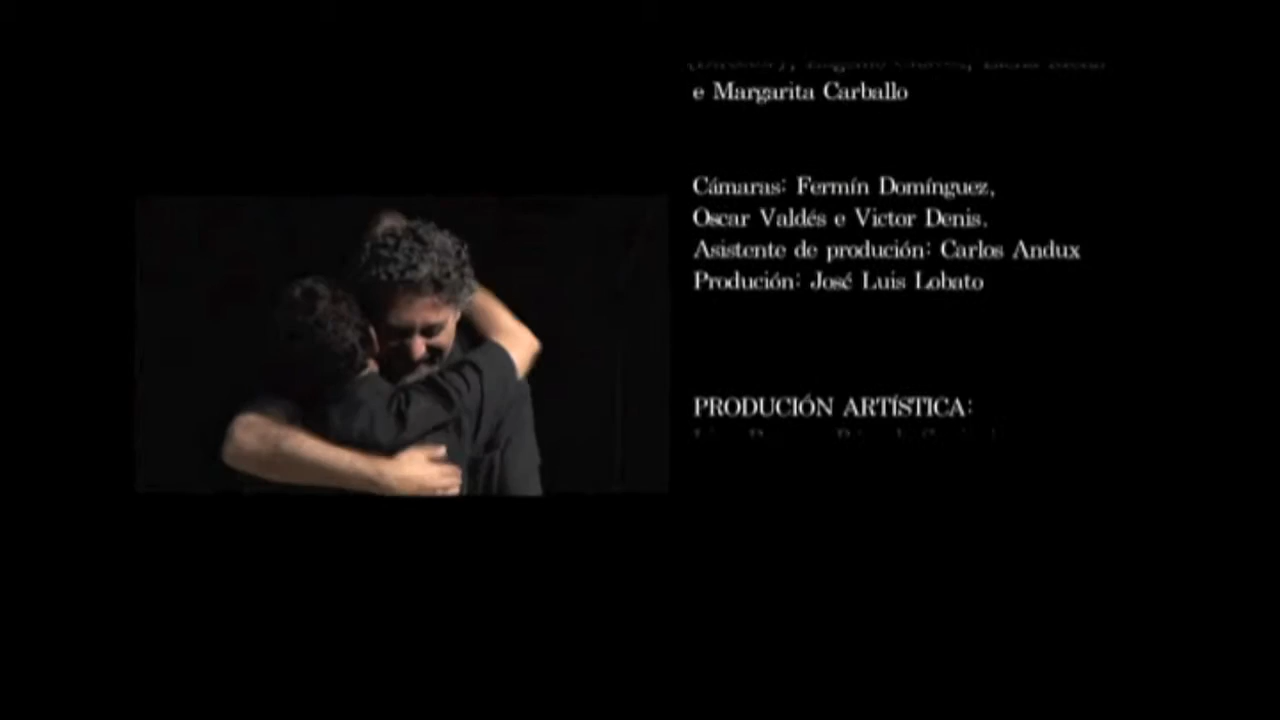 e Margarita Carballo
Cámaras: Fermín Domínguez,
Oscar Valdés e Victor Denis.
Asistente de produción: Carlos Andux
Produción: José Luis Lobato
PRODUCIÓN ARTÍSTICA: